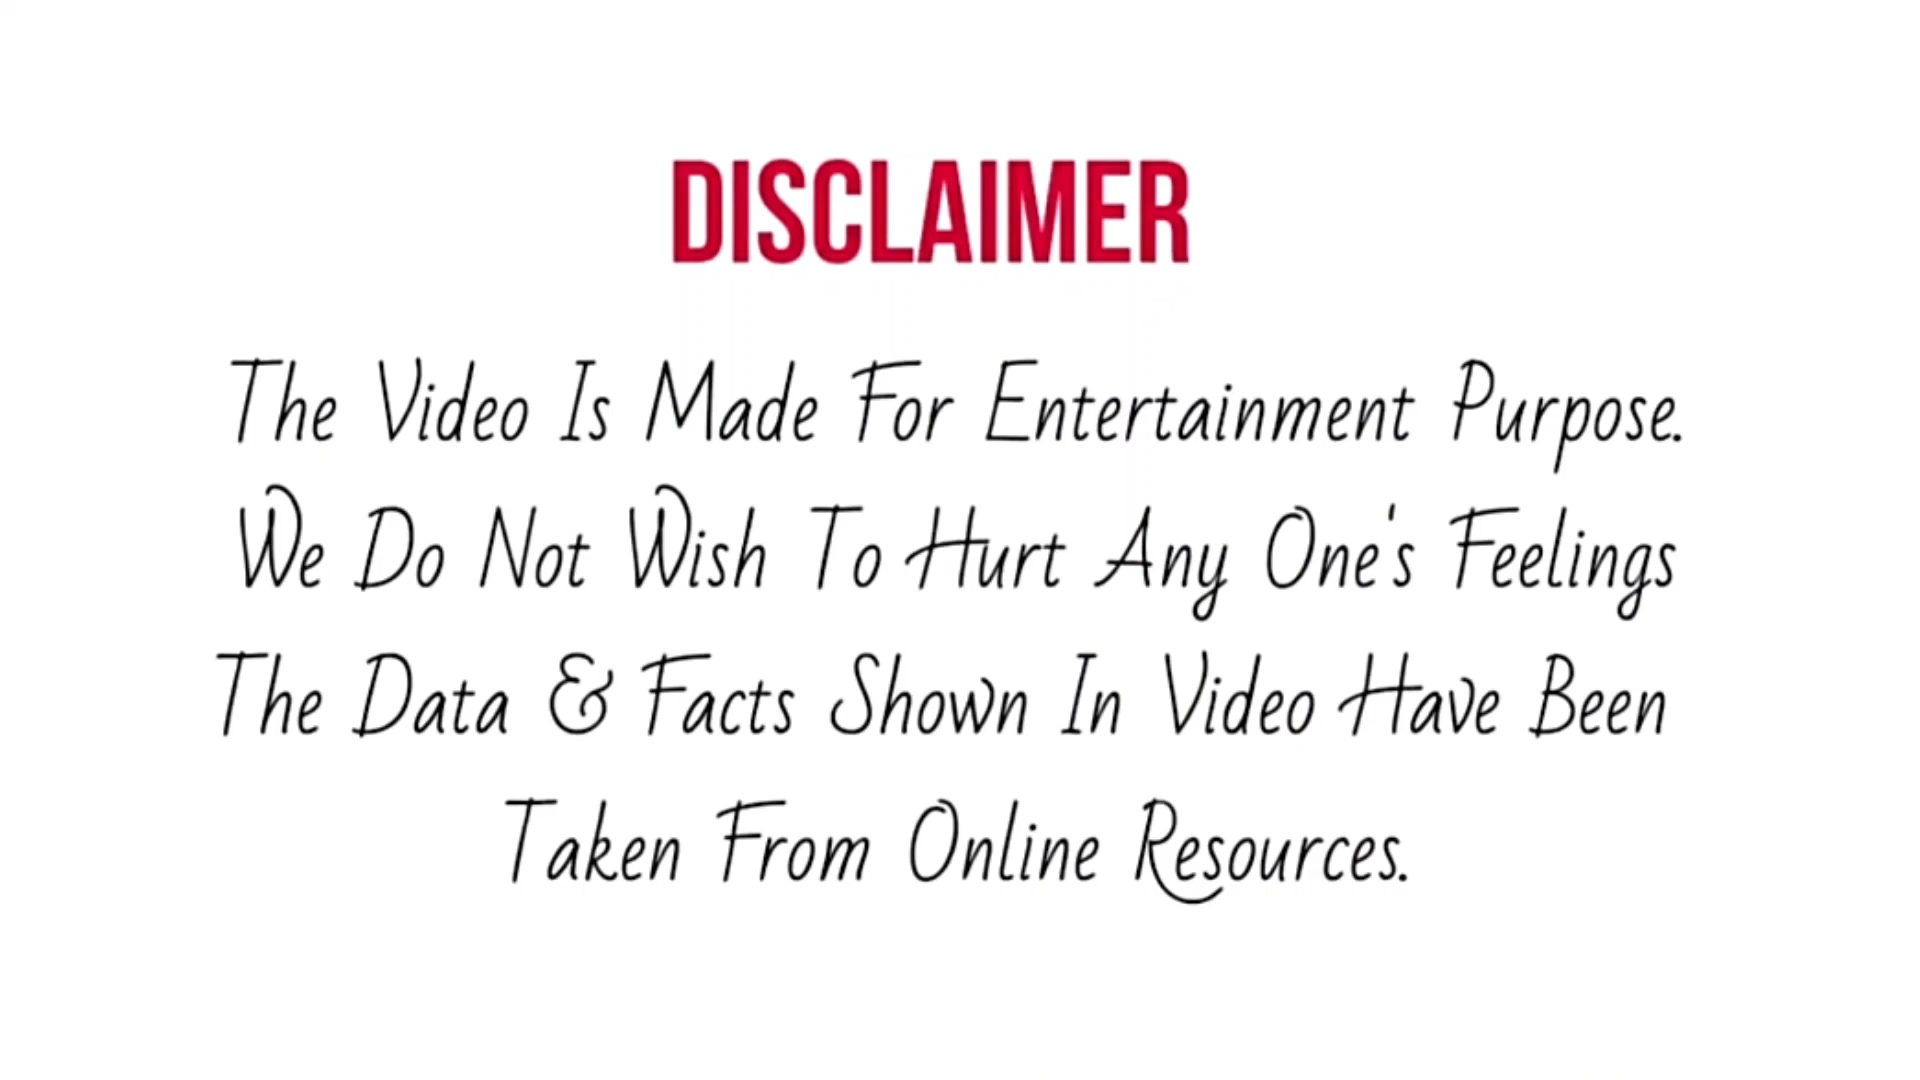 DISCLAIMER
The Video Is Made For Entertainment Purpose.
We Do Not Wish To Hurt Any One's Feelings
The Data & Facts Shown In Video Have Been
Taken From Online Resources.